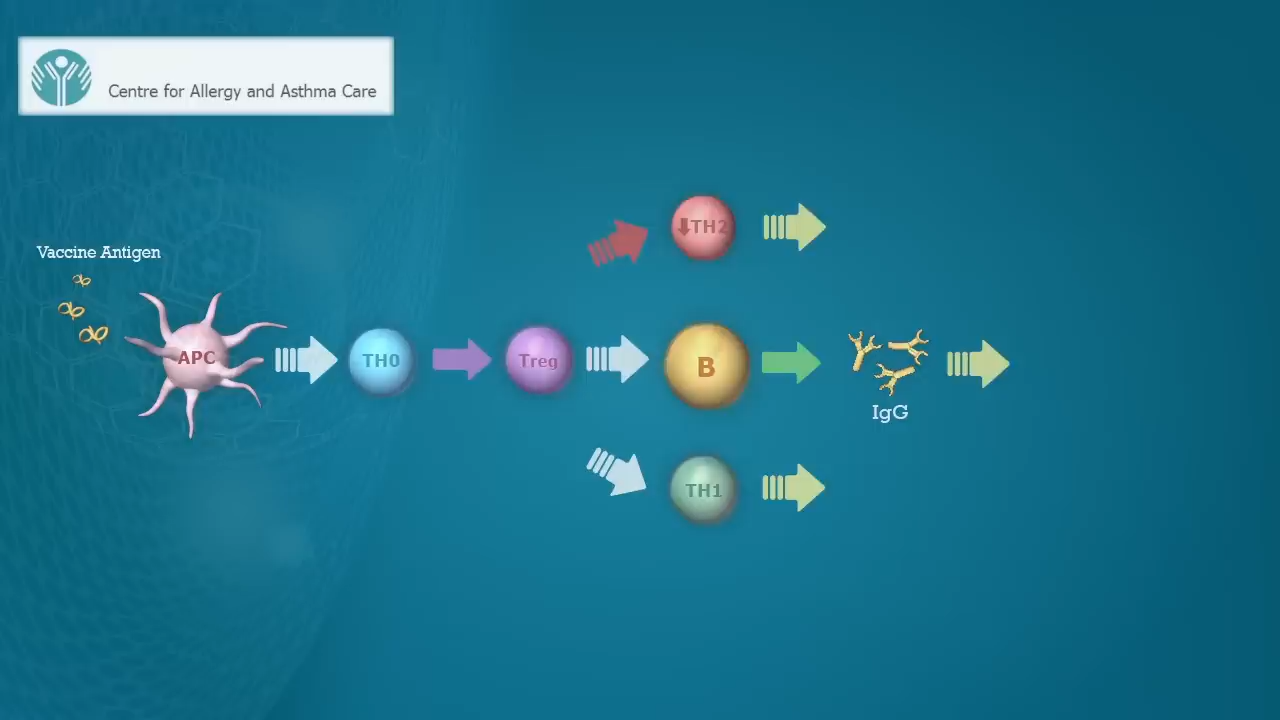 Centre for Allergy and Asthma Care
Vaccine Antigen
APC
TH0
Treg
⬇TH2
B
IgG
TH1